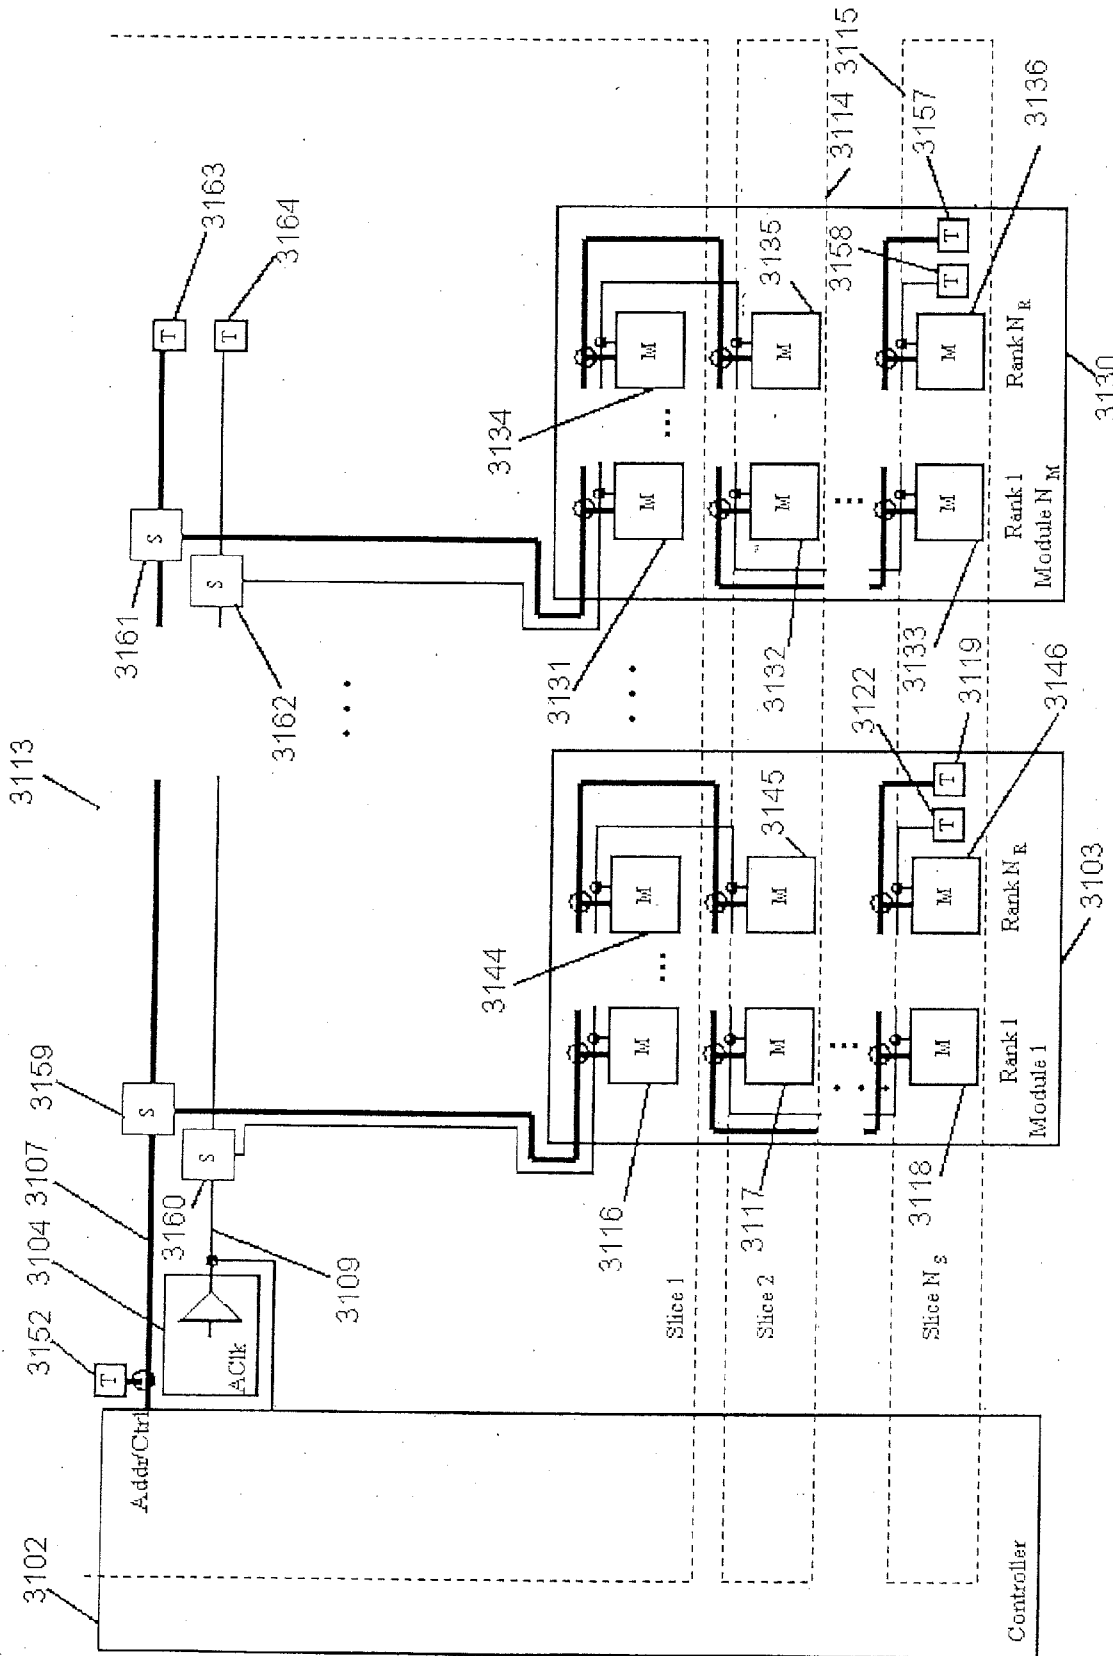 3102
Addr/Ctrl
Controller
3152
T
3104
3107
AClk
3109
3160
S
3159
S
3113
3161
S
3162
S
3163
T
3164
T
Slice 1
Slice 2
Slice N S
3116
M
3117
M
3118
M
3144
M
3145
M
3146
M
3122
T
3119
T
Rank 1
Rank N R
Module 1
3103
3131
M
3132
M
3133
M
3134
M
3135
M
3136
M
3158
T
3157
T
3114
3115
Rank 1
Rank N R
Module N M
3130